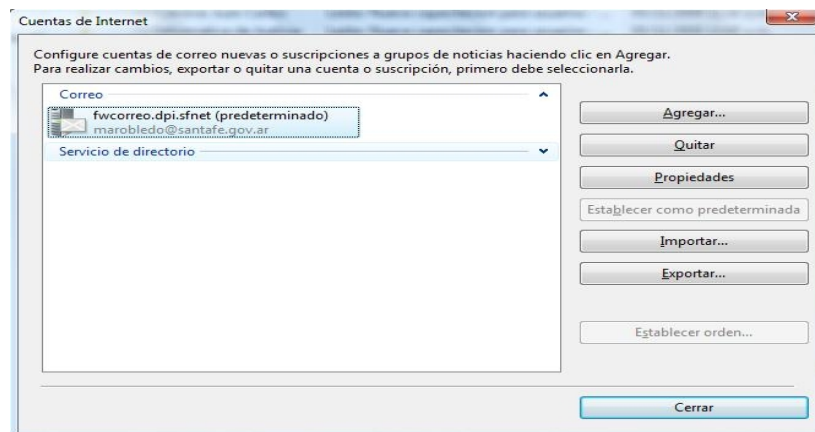 Cuentas de Internet
Configure cuentas de correo nuevas o suscripciones a grupos de noticias haciendo clic en Agregar.
Para realizar cambios, exportar o quitar una cuenta o suscripción, primero debe seleccionarla.
Correo
fwcorreo.dpi.sfnet (predeterminado)
marobledo@santafe.gov.ar
Servicio de directorio
Agregar...
Quitar
Propiedades
Establecer como predeterminada
Importar...
Exportar...
Establecer orden...
Cerrar